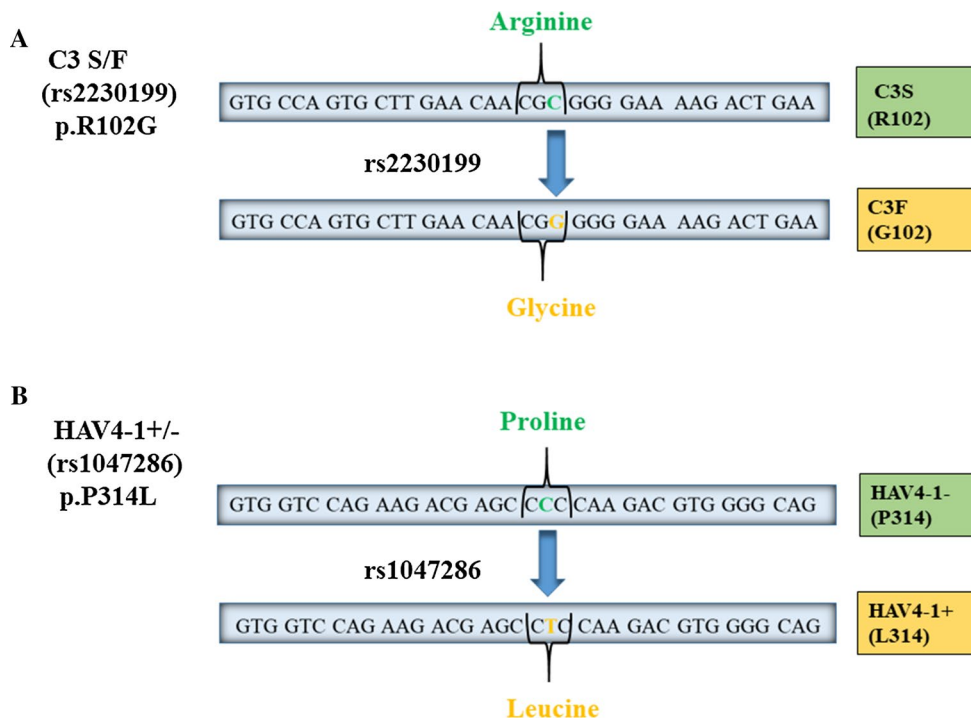 A
C3 S/F
(rs2230199)
p.R102G
Arginine
GTG CCA GTG CTT GAA CAA CGC GGG GAA AAG ACT GAA
C3S
(R102)
rs2230199
GTG CCA GTG CTT GAA CAA CGG GGG GAA AAG ACT GAA
C3F
(G102)
Glycine
B
HAV4-1+/-
(rs1047286)
p.P314L
Proline
GTG GTC CAG AAG ACG AGC CCC CAA GAC GTG GGG CAG
HAV4-1-
(P314)
rs1047286
GTG GTC CAG AAG ACG AGC CTC CAA GAC GTG GGG CAG
HAV4-1+
(L314)
Leucine